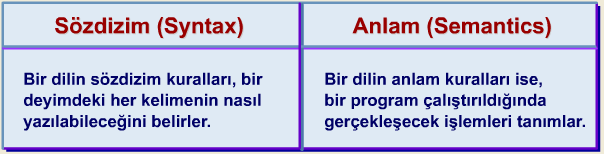 Sözdizim (Syntax)
Anlam (Semantics)
Bir dilin sözdizim kuralları, bir
deyimdeki her kelimenin nasıl
yazılabileceğini belirler.
Bir dilin anlam kuralları ise,
bir program çalıştırıldığında
gerçekleşecek işlemleri tanımlar.